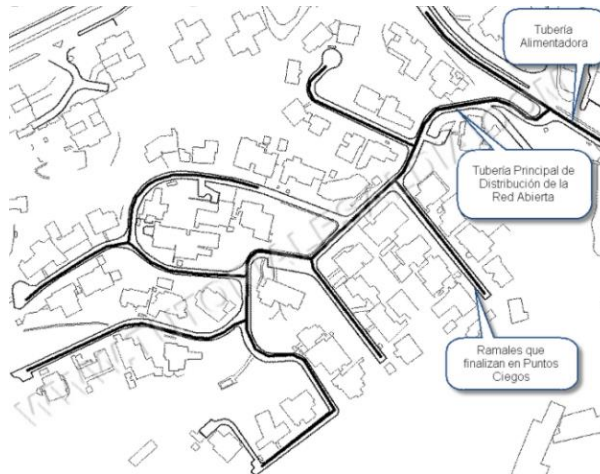 Tubería
Alimentadora
Tubería Principal de
Distribución de la
Red Abierta
Ramales que
finalizan en Puntos
Ciegos